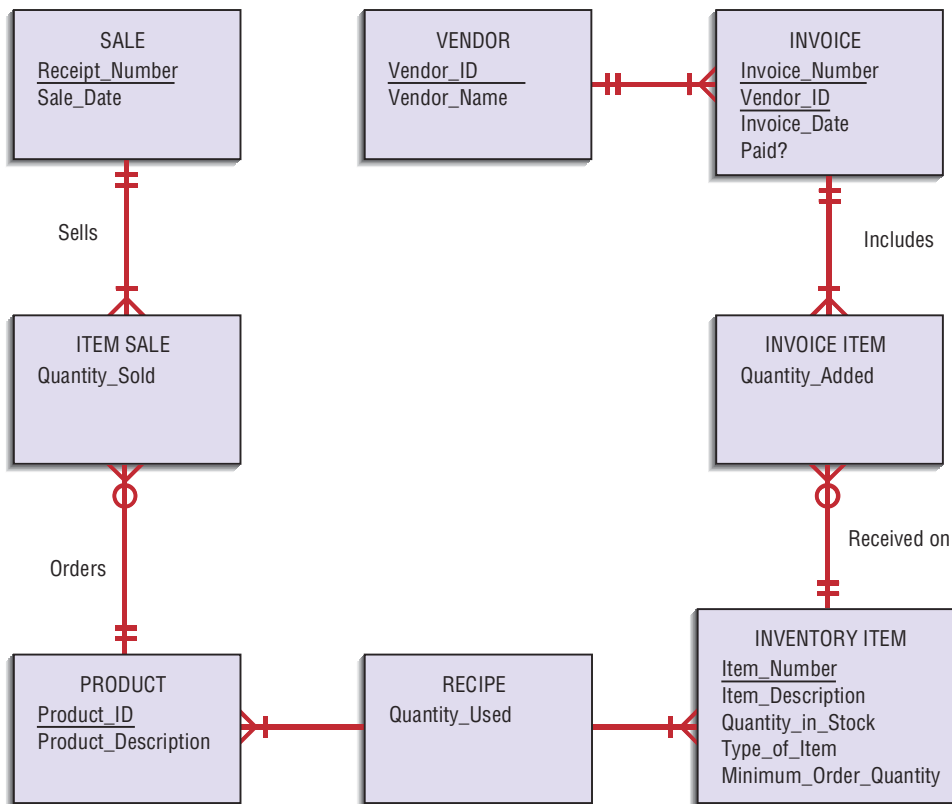 SALE
Receipt_Number
Sale_Date
VENDOR
Vendor_ID
Vendor_Name
INVOICE
Invoice_Number
Vendor_ID
Invoice_Date
Paid?
Sells
Includes
ITEM SALE
Quantity_Sold
INVOICE ITEM
Quantity_Added
Orders
Received on
PRODUCT
Product_ID
Product_Description
RECIPE
Quantity_Used
INVENTORY ITEM
Item_Number
Item_Description
Quantity_in_Stock
Type_of_Item
Minimum_Order_Quantity